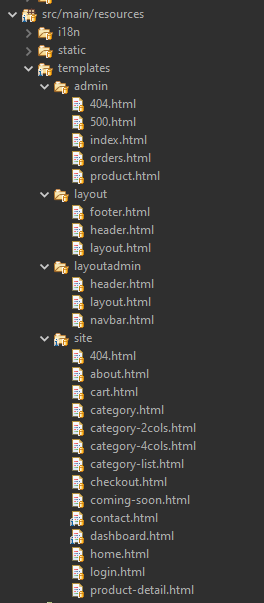 src/main/resources
i18n
static
templates
admin
404.html
500.html
index.html
orders.html
product.html
layout
footer.html
header.html
layout.html
layoutadmin
header.html
layout.html
navbar.html
site
404.html
about.html
cart.html
category.html
category-2cols.html
category-4cols.html
category-list.html
checkout.html
coming-soon.html
contact.html
dashboard.html
home.html
login.html
product-detail.html